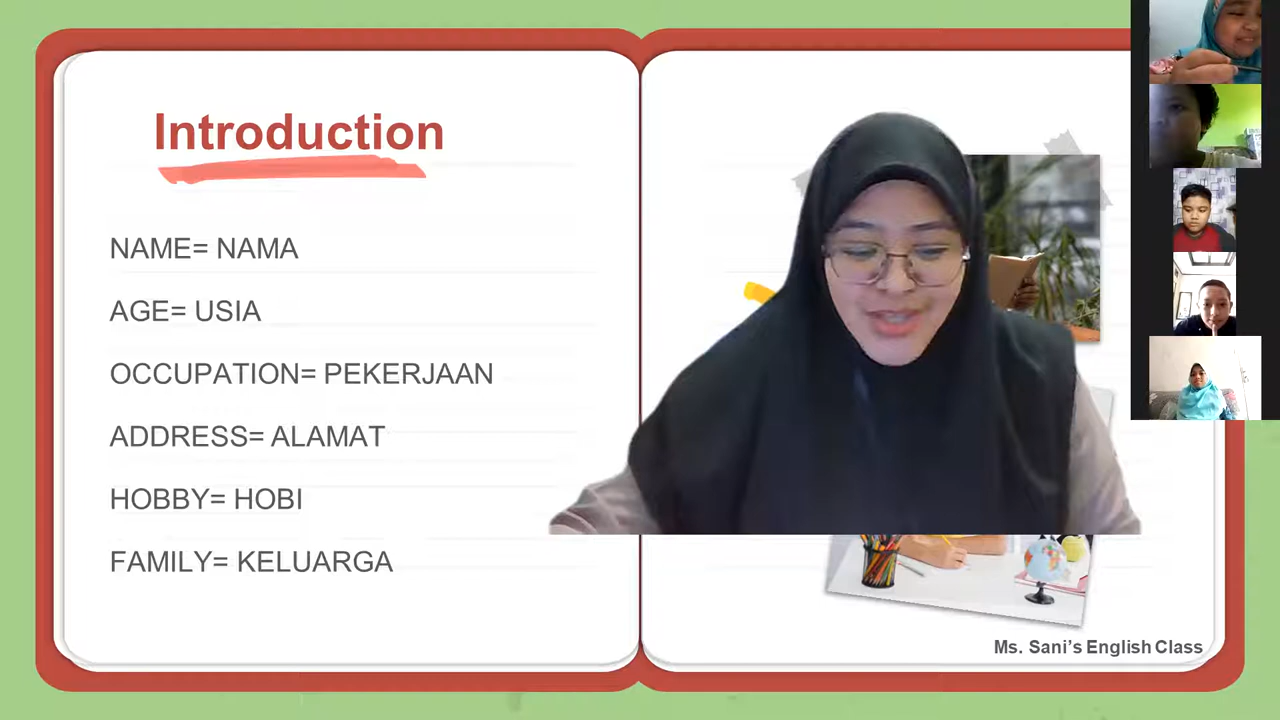 Introduction
NAME= NAMA
AGE= USIA
OCCUPATION= PEKERJAAN
ADDRESS= ALAMAT
HOBBY= HOBI
FAMILY= KELUARGA
Ms. Sani's English Class